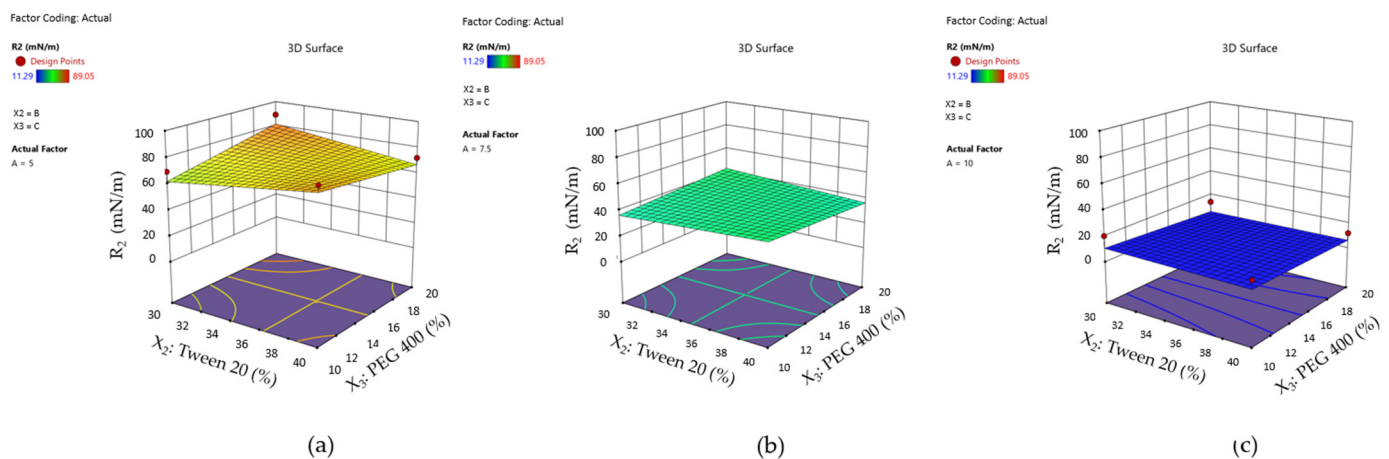 Factor Coding: Actual
R2 (mN/m)
Design Points
11.29 89.05
X2 = B
X3 = C
Actual Factor
A = 5
3D Surface
100
80
60
40
20
0
R₂ (mN/m)
30
32
34
36
38
40
X₂: Tween 20 (%)
10
12
14
16
18
20
X₃: PEG 400 (%)
(a)
Factor Coding: Actual
R2 (mN/m)
11.29 89.05
X2 = B
X3 = C
Actual Factor
A = 7.5
3D Surface
100
80
60
40
20
0
R₂ (mN/m)
30
32
34
36
38
40
X₂: Tween 20 (%)
10
12
14
16
18
20
X₃: PEG 400 (%)
(b)
Factor Coding: Actual
R2 (mN/m)
Design Points
11.29 89.05
X2 = B
X3 = C
Actual Factor
A = 10
3D Surface
100
80
60
40
20
0
R₂ (mN/m)
30
32
34
36
38
40
X₂: Tween 20 (%)
10
12
14
16
18
20
X₃: PEG 400 (%)
(c)